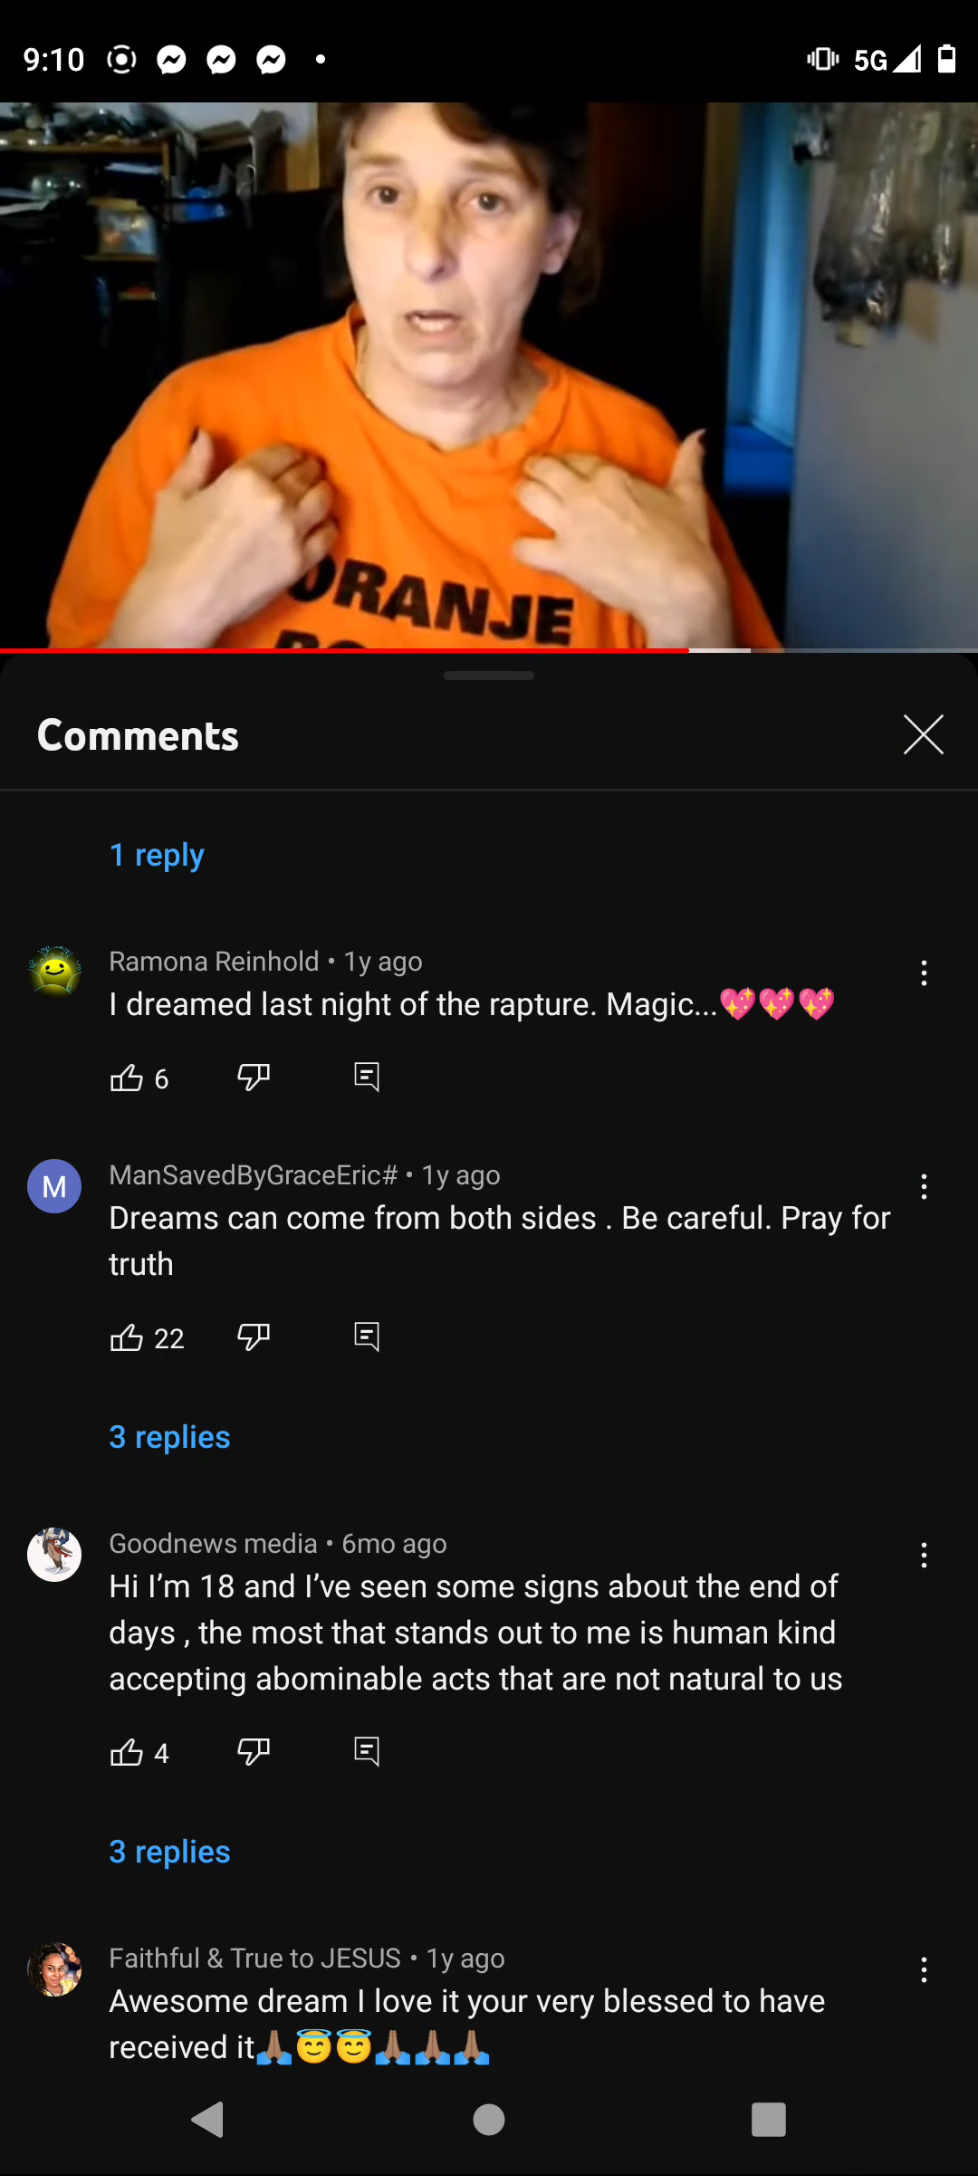 9:10
5G
ORANJE
Comments
1 reply
Ramona Reinhold • 1y ago
I dreamed last night of the rapture. Magic...💖💖💖
6
M
ManSavedByGraceEric# • 1y ago
Dreams can come from both sides . Be careful. Pray for
truth
22
3 replies
Goodnews media • 6mo ago
Hi I’m 18 and I’ve seen some signs about the end of
days , the most that stands out to me is human kind
accepting abominable acts that are not natural to us
4
3 replies
Faithful & True to JESUS • 1y ago
Awesome dream I love it your very blessed to have
received it🙏🏽😇😇🙏🏽🙏🏽🙏🏽